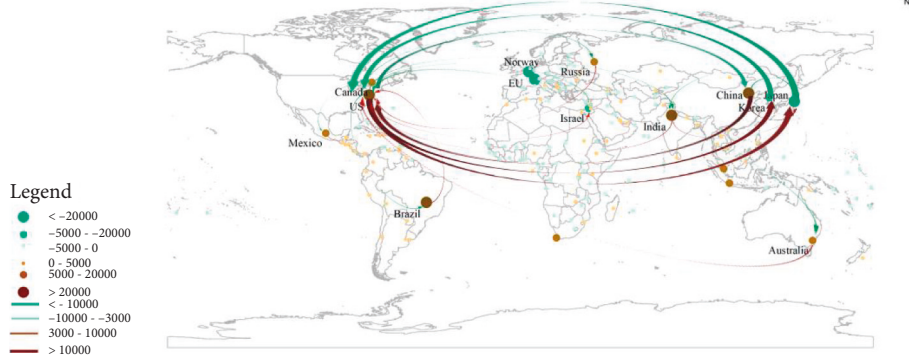 N
Norway
Russia
EU
Canada
China
Japan
US
Korea
Israel
India
Mexico
Brazil
Australia
Legend
< −20000
−5000 - −20000
−5000 - 0
0 - 5000
5000 - 20000
> 20000
< - 10000
−10000 - −3000
3000 - 10000
> 10000